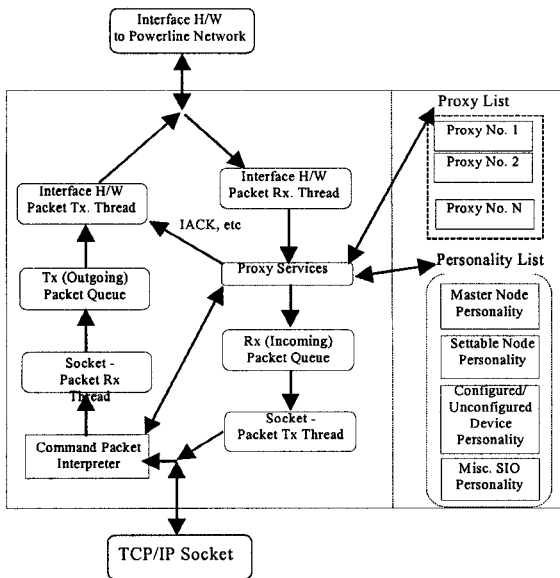 Interface H/W
to Powerline Network
Proxy List
Proxy No. 1
Proxy No. 2
Proxy No. N
Interface H/W
Packet Tx. Thread
Interface H/W
Packet Rx. Thread
IACK, etc
Proxy Services
Personality List
Tx (Outgoing)
Packet Queue
Master Node
Personality
Rx (Incoming)
Packet Queue
Settable Node
Personality
Socket -
Packet Rx
Thread
Configured/
Unconfigured
Device
Personality
Socket -
Packet Tx Thread
Command Packet
Interpreter
Misc. SIO
Personality
TCP/IP Socket